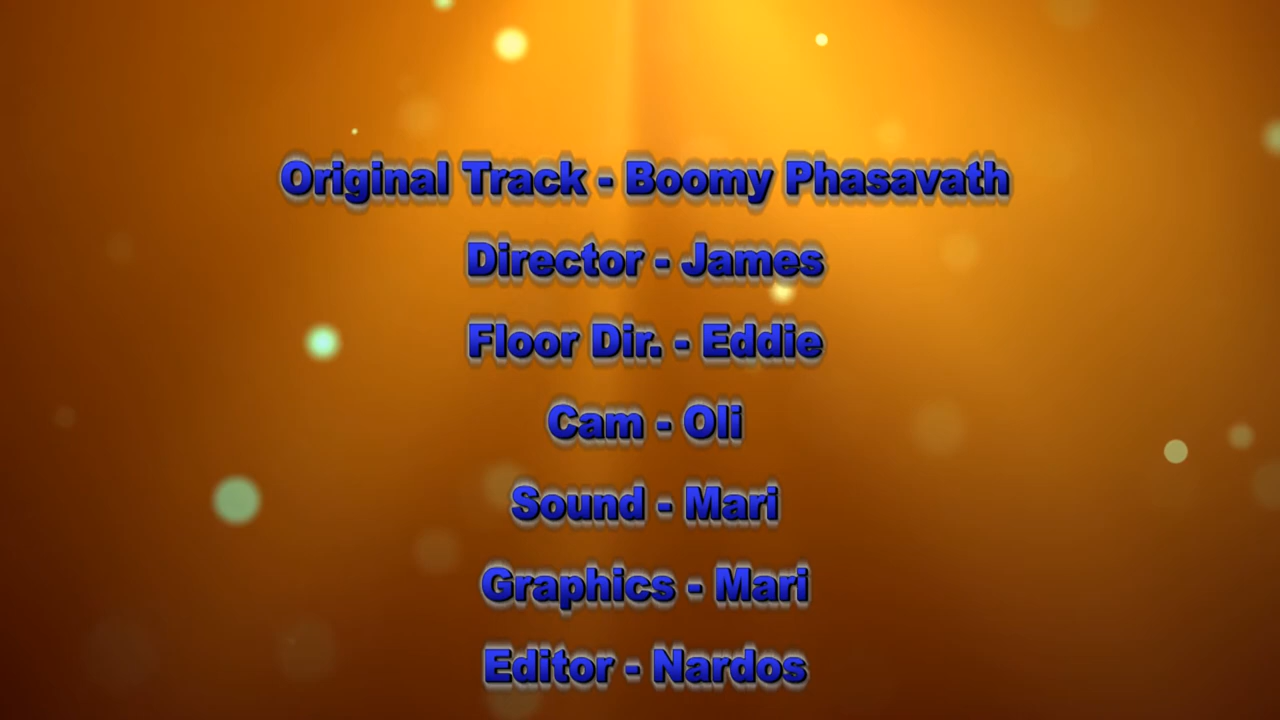 Original Track - Boomy Phasavath
Director - James
Floor Dir. - Eddie
Cam - Oli
Sound - Mari
Graphics - Mari
Editor - Nardos